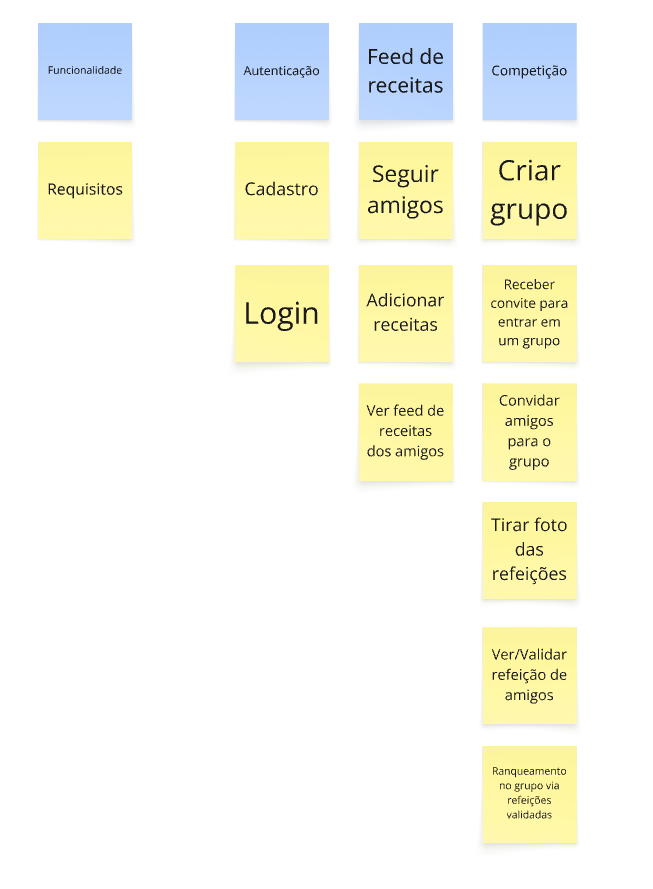 Funcionalidade
Autenticação
Feed de
receitas
Competição
Requisitos
Cadastro
Seguir
amigos
Criar
grupo
Login
Adicionar
receitas
Receber
convite para
entrar em
um grupo
Ver feed de
receitas
dos amigos
Convidar
amigos
para o
grupo
Tirar foto
das
refeições
Ver/Validar
refeição de
amigos
Ranqueamento
no grupo via
refeições
validadas